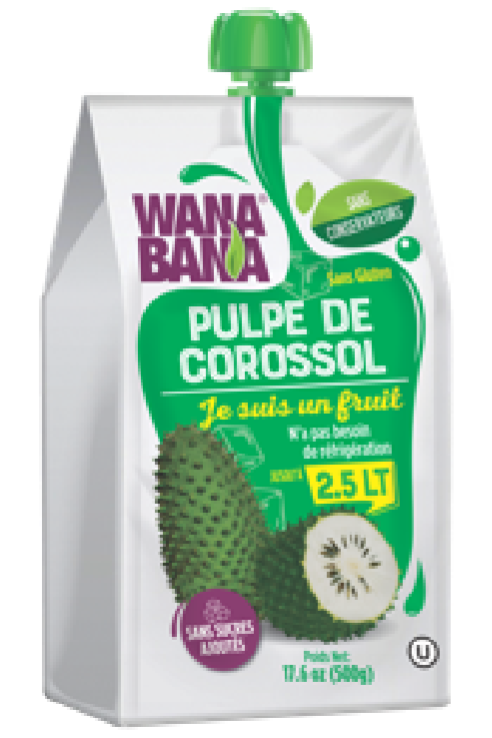 WANA
BANA®
SANS
CONSERVATEURS
Sans Gluten
PULPE DE
COROSSOL
Je suis un fruit
N'a pas besoin
de réfrigération
JUSQU'À
2.5 LT
SANS SUCRES
AJOUTÉS
Poids Net:
17.6 oz (500g)
U